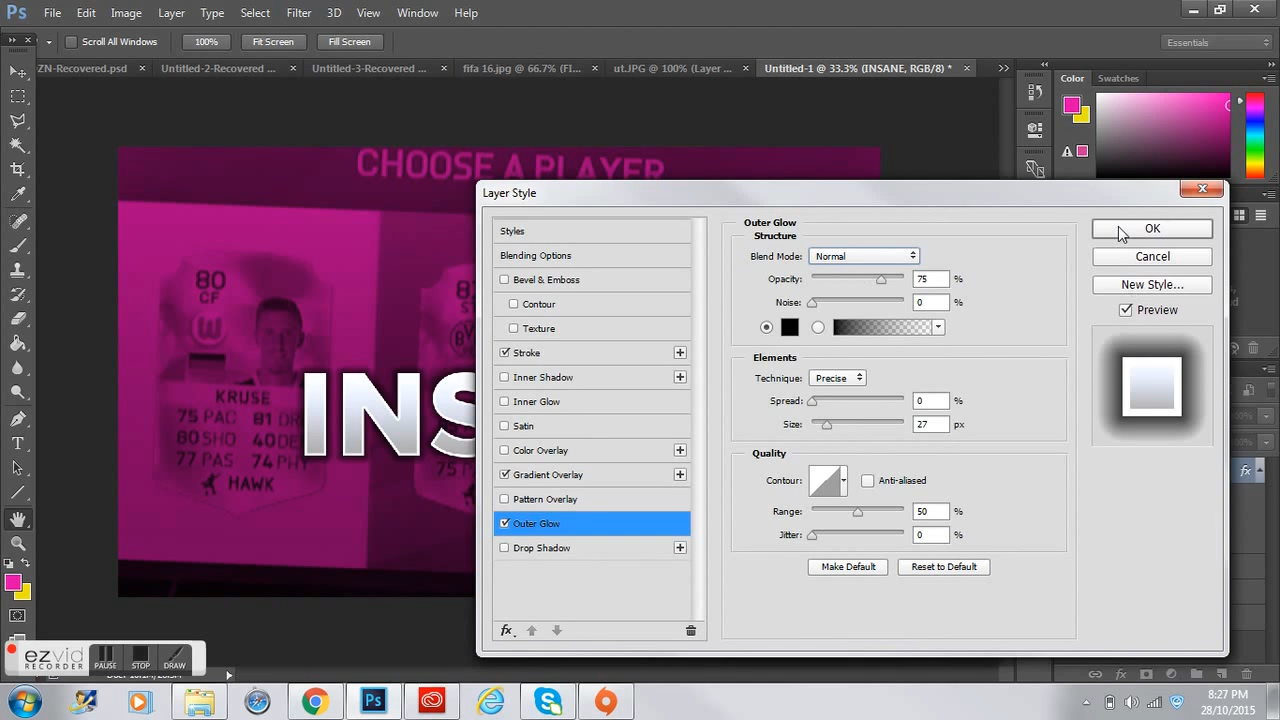 Ps File Edit Image Layer Type Select Filter 3D View Window Help
Scroll All Windows 100% Fit Screen Fill Screen Essentials
ZN-Recovered.psd × Untitled-2-Recovered ... × Untitled-3-Recovered ... × fifa 16.jpg @ 66.7% (FI... × ut.JPG @ 100% (Layer ... × Untitled-1 @ 33.3% (INSANE, RGB/8) * ×
Color Swatches
CHOOSE A PLAYER
80
CF
KRUSE
75 PAC 81 DR
80 SHO 40 DE
77 PAS 74 PHY
HAWK
INS
Layer Style
Styles
Blending Options
Bevel & Emboss
Contour
Texture
Stroke
Inner Shadow
Inner Glow
Satin
Color Overlay
Gradient Overlay
Pattern Overlay
Outer Glow
Drop Shadow
fx
Outer Glow
Structure
Blend Mode: Normal
Opacity: 75 %
Noise: 0 %
Elements
Technique: Precise
Spread: 0 %
Size: 27 px
Quality
Contour: Anti-aliased
Range: 50 %
Jitter: 0 %
Make Default Reset to Default
OK
Cancel
New Style...
Preview
fx
ezvid
RECORDER
PAUSE STOP DRAW
fx
Ps
8:27 PM
28/10/2015